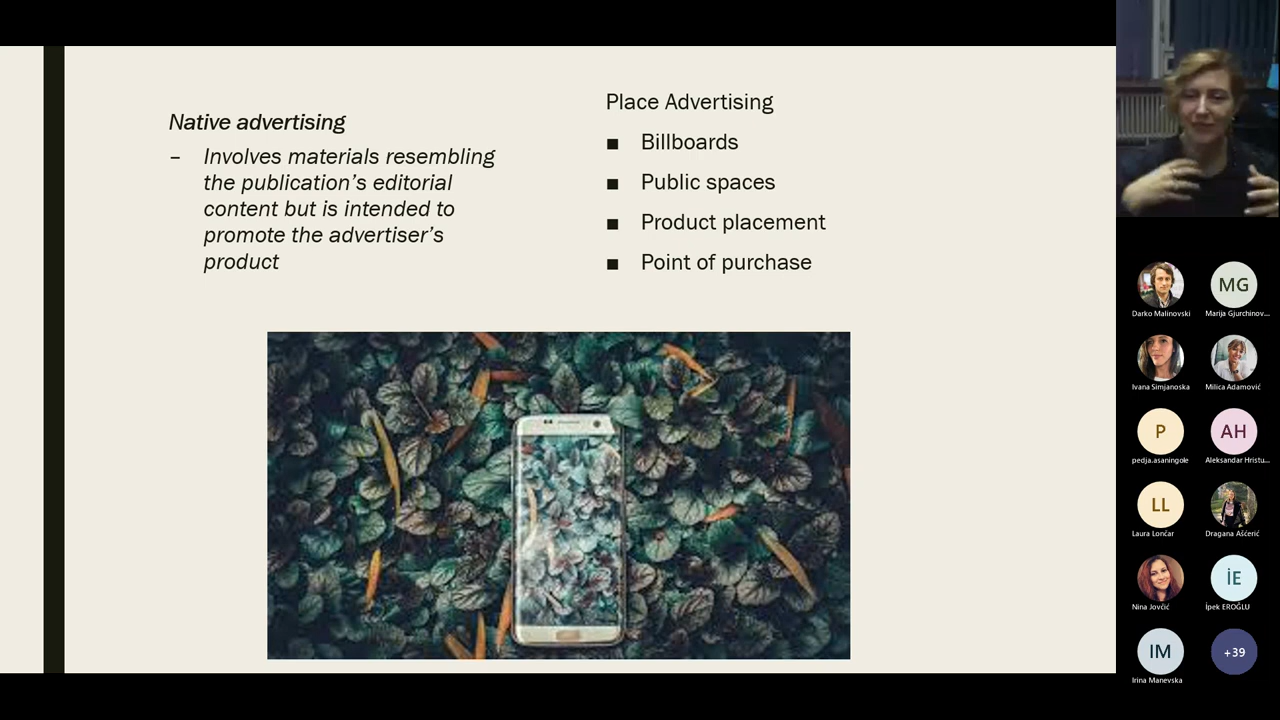 Native advertising
– Involves materials resembling
the publication’s editorial
content but is intended to
promote the advertiser’s
product
Place Advertising
■ Billboards
■ Public spaces
■ Product placement
■ Point of purchase
MG
Darko Malinovski
Marija Gjurchinov...
Ivana Simjanoska
Milica Adamović
P
AH
pedja.asaningole
Aleksandar Hristu...
LL
Laura Lončar
Dragana Ašćerić
İE
Nina Jovčić
İpek EROĞLU
IM
+39
Irina Manevska